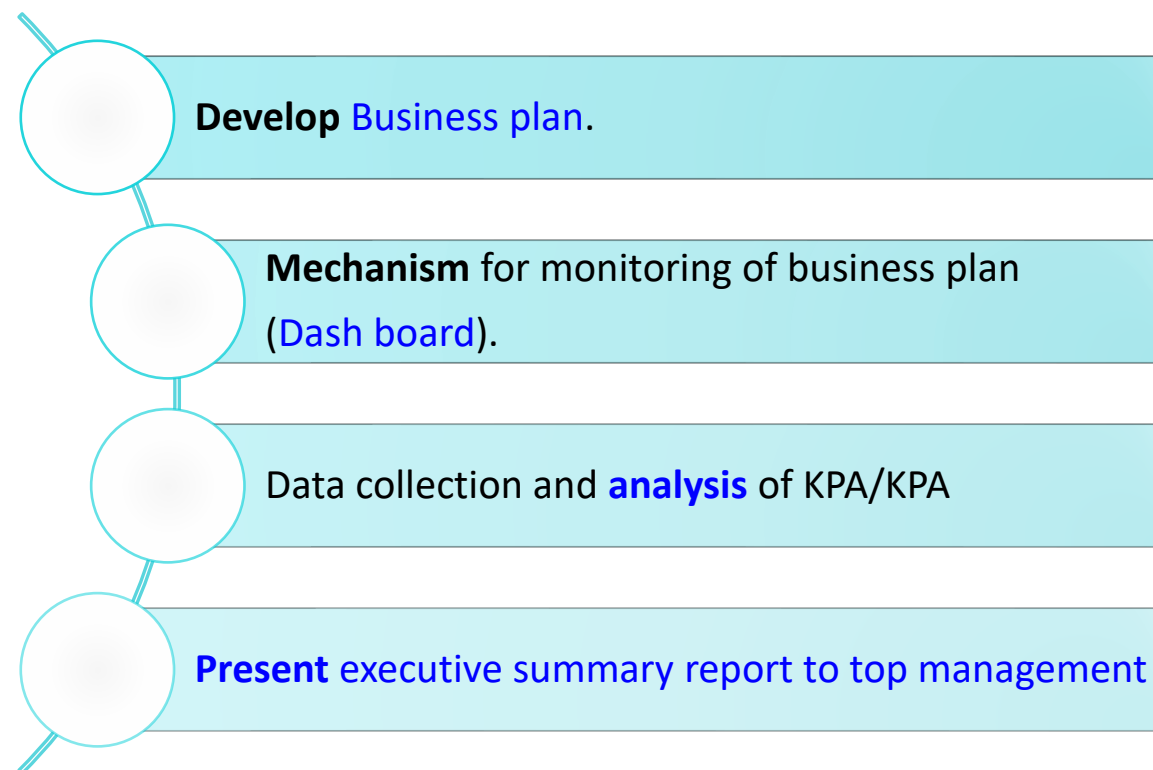 Develop Business plan.
Mechanism for monitoring of business plan
(Dash board).
Data collection and analysis of KPA/KPA
Present executive summary report to top management